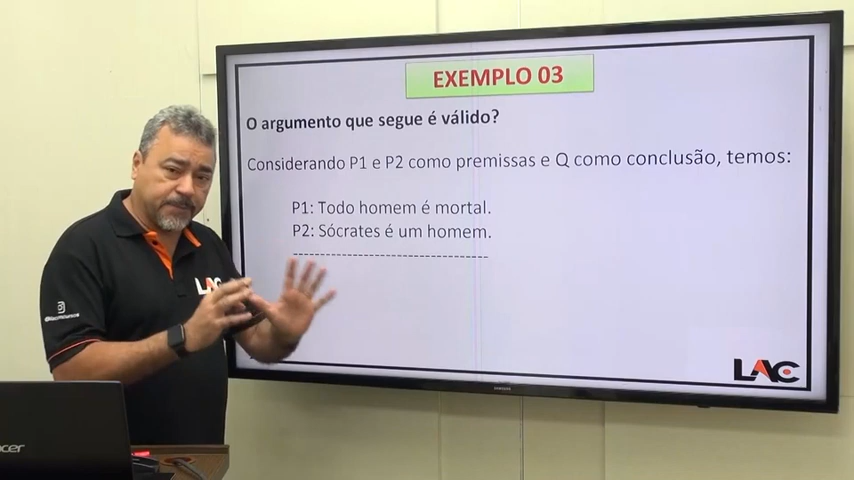 EXEMPLO 03
O argumento que segue é válido?
Considerando P1 e P2 como premissas e Q como conclusão, temos:
P1: Todo homem é mortal.
P2: Sócrates é um homem.
-----------------------------------
LAC
LAC
SAMSUNG
acer